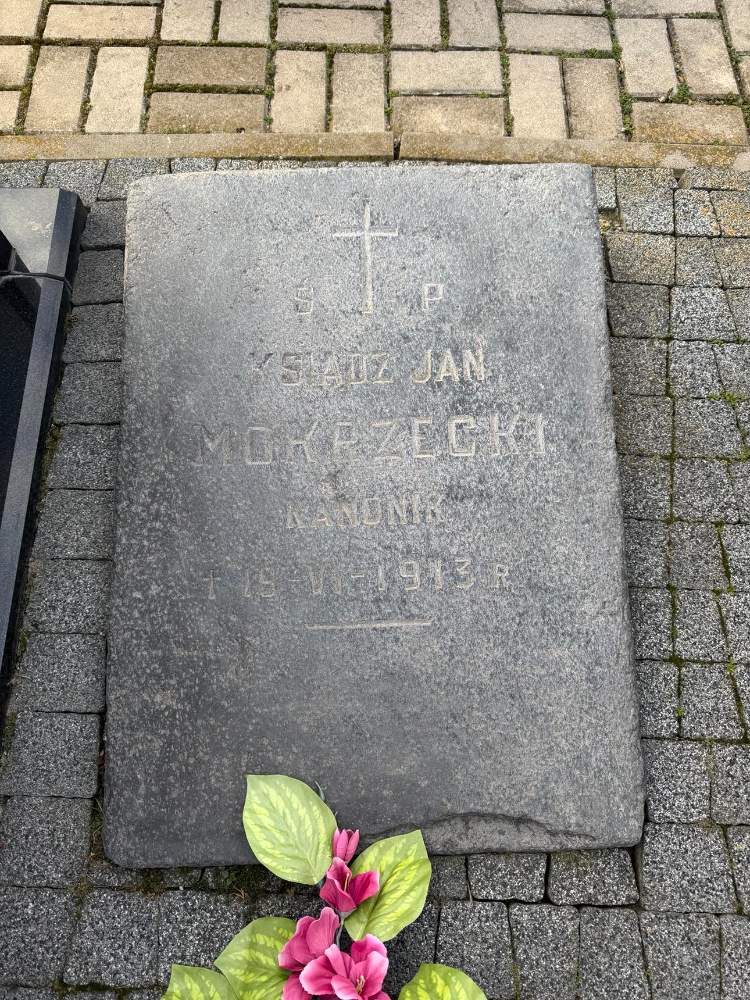 S P
KSIĄDZ JAN
MOKRZECKI
KANONIK
† 19-VI-1913 R